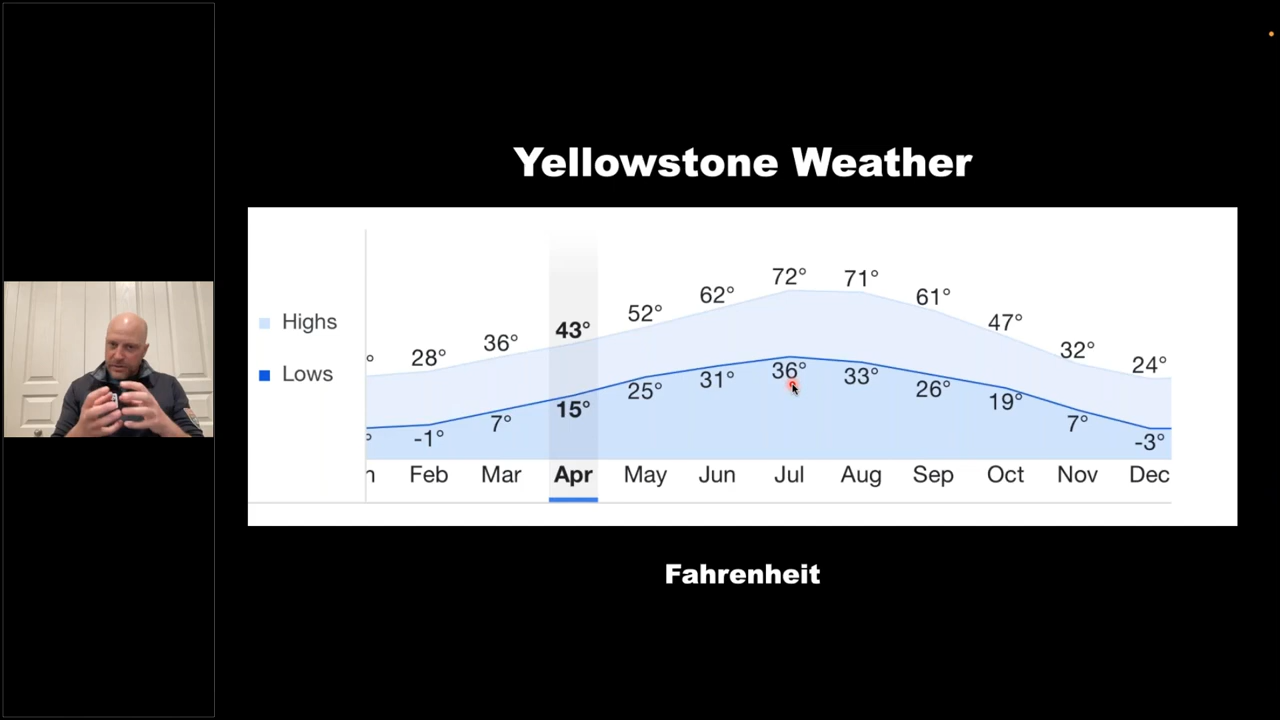 Yellowstone Weather
Highs
Lows
° 28° 36° 43° 52° 62° 72° 71° 61° 47° 32° 24°
° -1° 7° 15° 25° 31° 36° 33° 26° 19° 7° -3°
n Feb Mar Apr May Jun Jul Aug Sep Oct Nov Dec
Fahrenheit